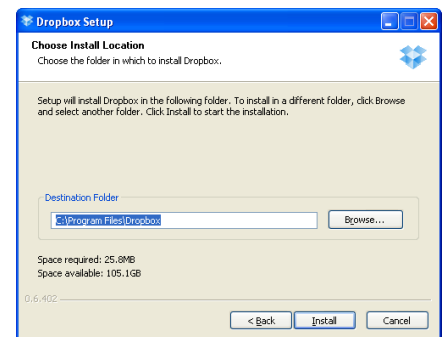 Dropbox Setup
Choose Install Location
Choose the folder in which to install Dropbox.
Setup will install Dropbox in the following folder. To install in a different folder, click Browse
and select another folder. Click Install to start the installation.
Destination Folder
C:\Program Files\Dropbox
Browse...
Space required: 25.8MB
Space available: 105.1GB
0.6.402
< Back
Install
Cancel